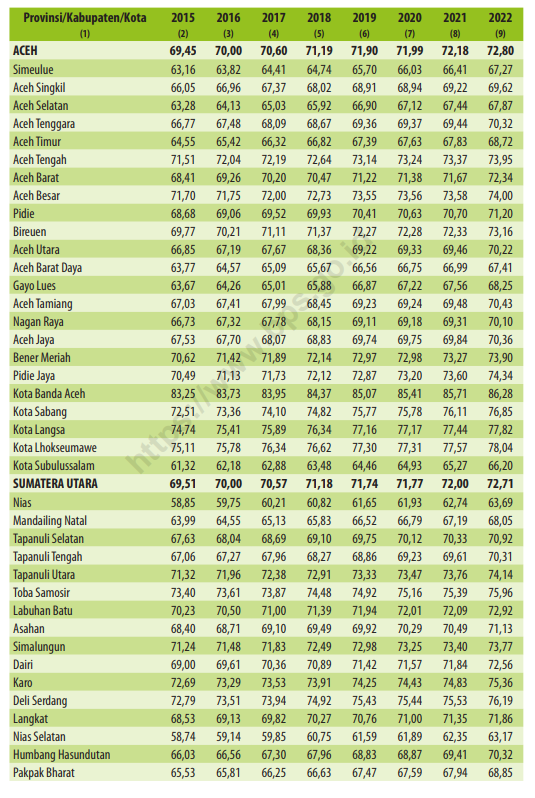 Provinsi/Kabupaten/Kota 2015 2016 2017 2018 2019 2020 2021 2022
(1) (2) (3) (4) (5) (6) (7) (8) (9)
ACEH 69,45 70,00 70,60 71,19 71,90 71,99 72,18 72,80
Simeulue 63,16 63,82 64,41 64,74 65,70 66,03 66,41 67,27
Aceh Singkil 66,05 66,96 67,37 68,02 68,91 68,94 69,22 69,62
Aceh Selatan 63,28 64,13 65,03 65,92 66,90 67,12 67,44 67,87
Aceh Tenggara 66,77 67,48 68,09 68,67 69,36 69,37 69,44 70,32
Aceh Timur 64,55 65,42 66,32 66,82 67,39 67,63 67,83 68,72
Aceh Tengah 71,51 72,04 72,19 72,64 73,14 73,24 73,37 73,95
Aceh Barat 68,41 69,26 70,20 70,47 71,22 71,38 71,67 72,34
Aceh Besar 71,70 71,75 72,00 72,73 73,55 73,56 73,58 74,00
Pidie 68,68 69,06 69,52 69,93 70,41 70,63 70,70 71,20
Bireuen 69,77 70,21 71,11 71,37 72,27 72,28 72,33 73,16
Aceh Utara 66,85 67,19 67,67 68,36 69,22 69,33 69,46 70,22
Aceh Barat Daya 63,77 64,57 65,09 65,67 66,56 66,75 66,99 67,41
Gayo Lues 63,67 64,26 65,01 65,88 66,87 67,22 67,56 68,25
Aceh Tamiang 67,03 67,41 67,99 68,45 69,23 69,24 69,48 70,43
Nagan Raya 66,73 67,32 67,78 68,15 69,11 69,18 69,31 70,10
Aceh Jaya 67,53 67,70 68,07 68,83 69,74 69,75 69,84 70,36
Bener Meriah 70,62 71,42 71,89 72,14 72,97 72,98 73,27 73,90
Pidie Jaya 70,49 71,13 71,73 72,12 72,87 73,20 73,60 74,34
Kota Banda Aceh 83,25 83,73 83,95 84,37 85,07 85,41 85,71 86,28
Kota Sabang 72,51 73,36 74,10 74,82 75,77 75,78 76,11 76,85
Kota Langsa 74,74 75,41 75,89 76,34 77,16 77,17 77,44 77,82
Kota Lhokseumawe 75,11 75,78 76,34 76,62 77,30 77,31 77,57 78,04
Kota Subulussalam 61,32 62,18 62,88 63,48 64,46 64,93 65,27 66,20
SUMATERA UTARA 69,51 70,00 70,57 71,18 71,74 71,77 72,00 72,71
Nias 58,85 59,75 60,21 60,82 61,65 61,93 62,74 63,69
Mandailing Natal 63,99 64,55 65,13 65,83 66,52 66,79 67,19 68,05
Tapanuli Selatan 67,63 68,04 68,69 69,10 69,75 70,12 70,33 70,92
Tapanuli Tengah 67,06 67,27 67,96 68,27 68,86 69,23 69,61 70,31
Tapanuli Utara 71,32 71,96 72,38 72,91 73,33 73,47 73,76 74,14
Toba Samosir 73,40 73,61 73,87 74,48 74,92 75,16 75,39 75,96
Labuhan Batu 70,23 70,50 71,00 71,39 71,94 72,01 72,09 72,92
Asahan 68,40 68,71 69,10 69,49 69,92 70,29 70,49 71,13
Simalungun 71,24 71,48 71,83 72,49 72,98 73,25 73,40 73,77
Dairi 69,00 69,61 70,36 70,89 71,42 71,57 71,84 72,56
Karo 72,69 73,29 73,53 73,91 74,25 74,43 74,83 75,36
Deli Serdang 72,79 73,51 73,94 74,92 75,43 75,44 75,53 76,19
Langkat 68,53 69,13 69,82 70,27 70,76 71,00 71,35 71,86
Nias Selatan 58,74 59,14 59,85 60,75 61,59 61,89 62,35 63,17
Humbang Hasundutan 66,03 66,56 67,30 67,96 68,83 68,87 69,41 70,32
Pakpak Bharat 65,53 65,81 66,25 66,63 67,47 67,59 67,94 68,85
https://www.bps.go.id